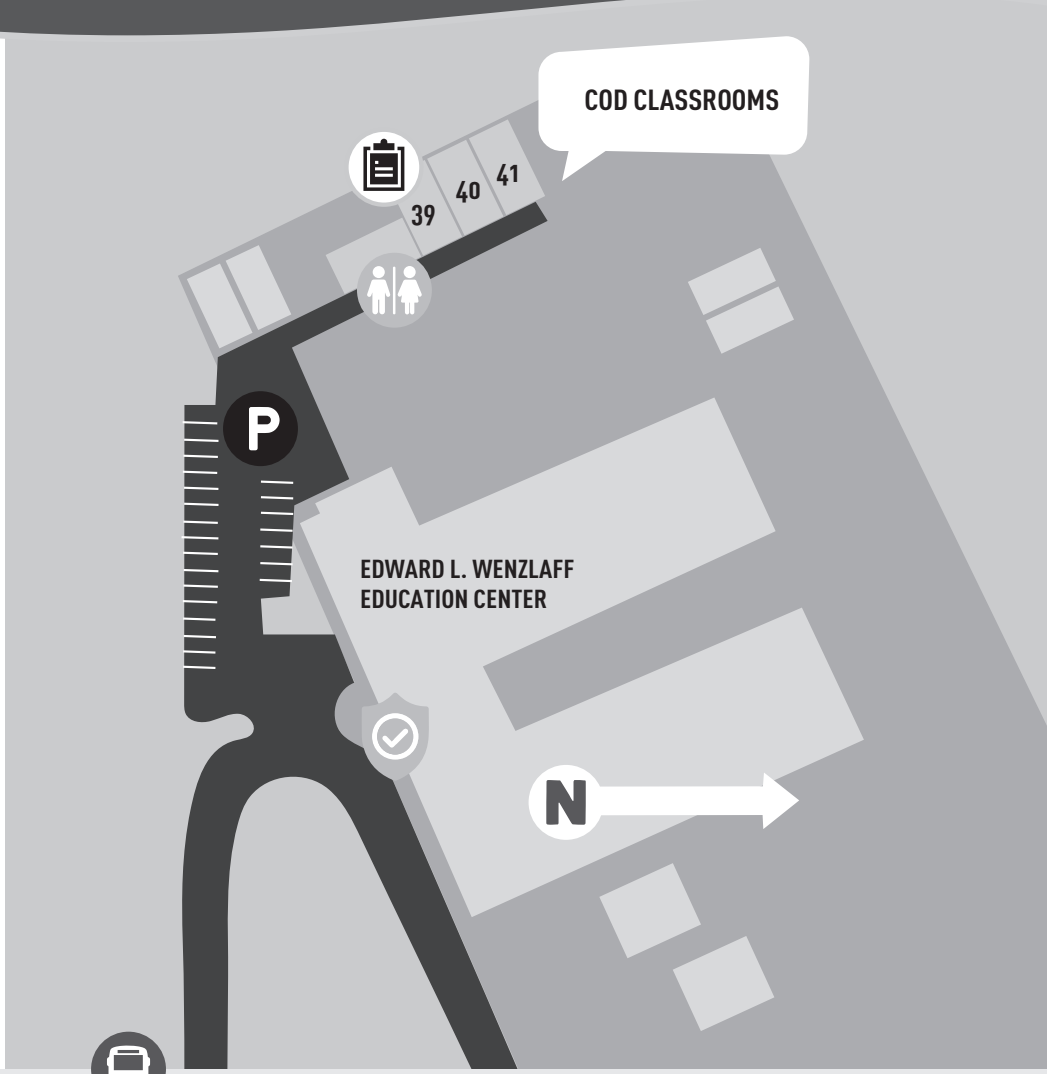 COD CLASSROOMS
41
40
39
P
EDWARD L. WENZLAFF
EDUCATION CENTER
N